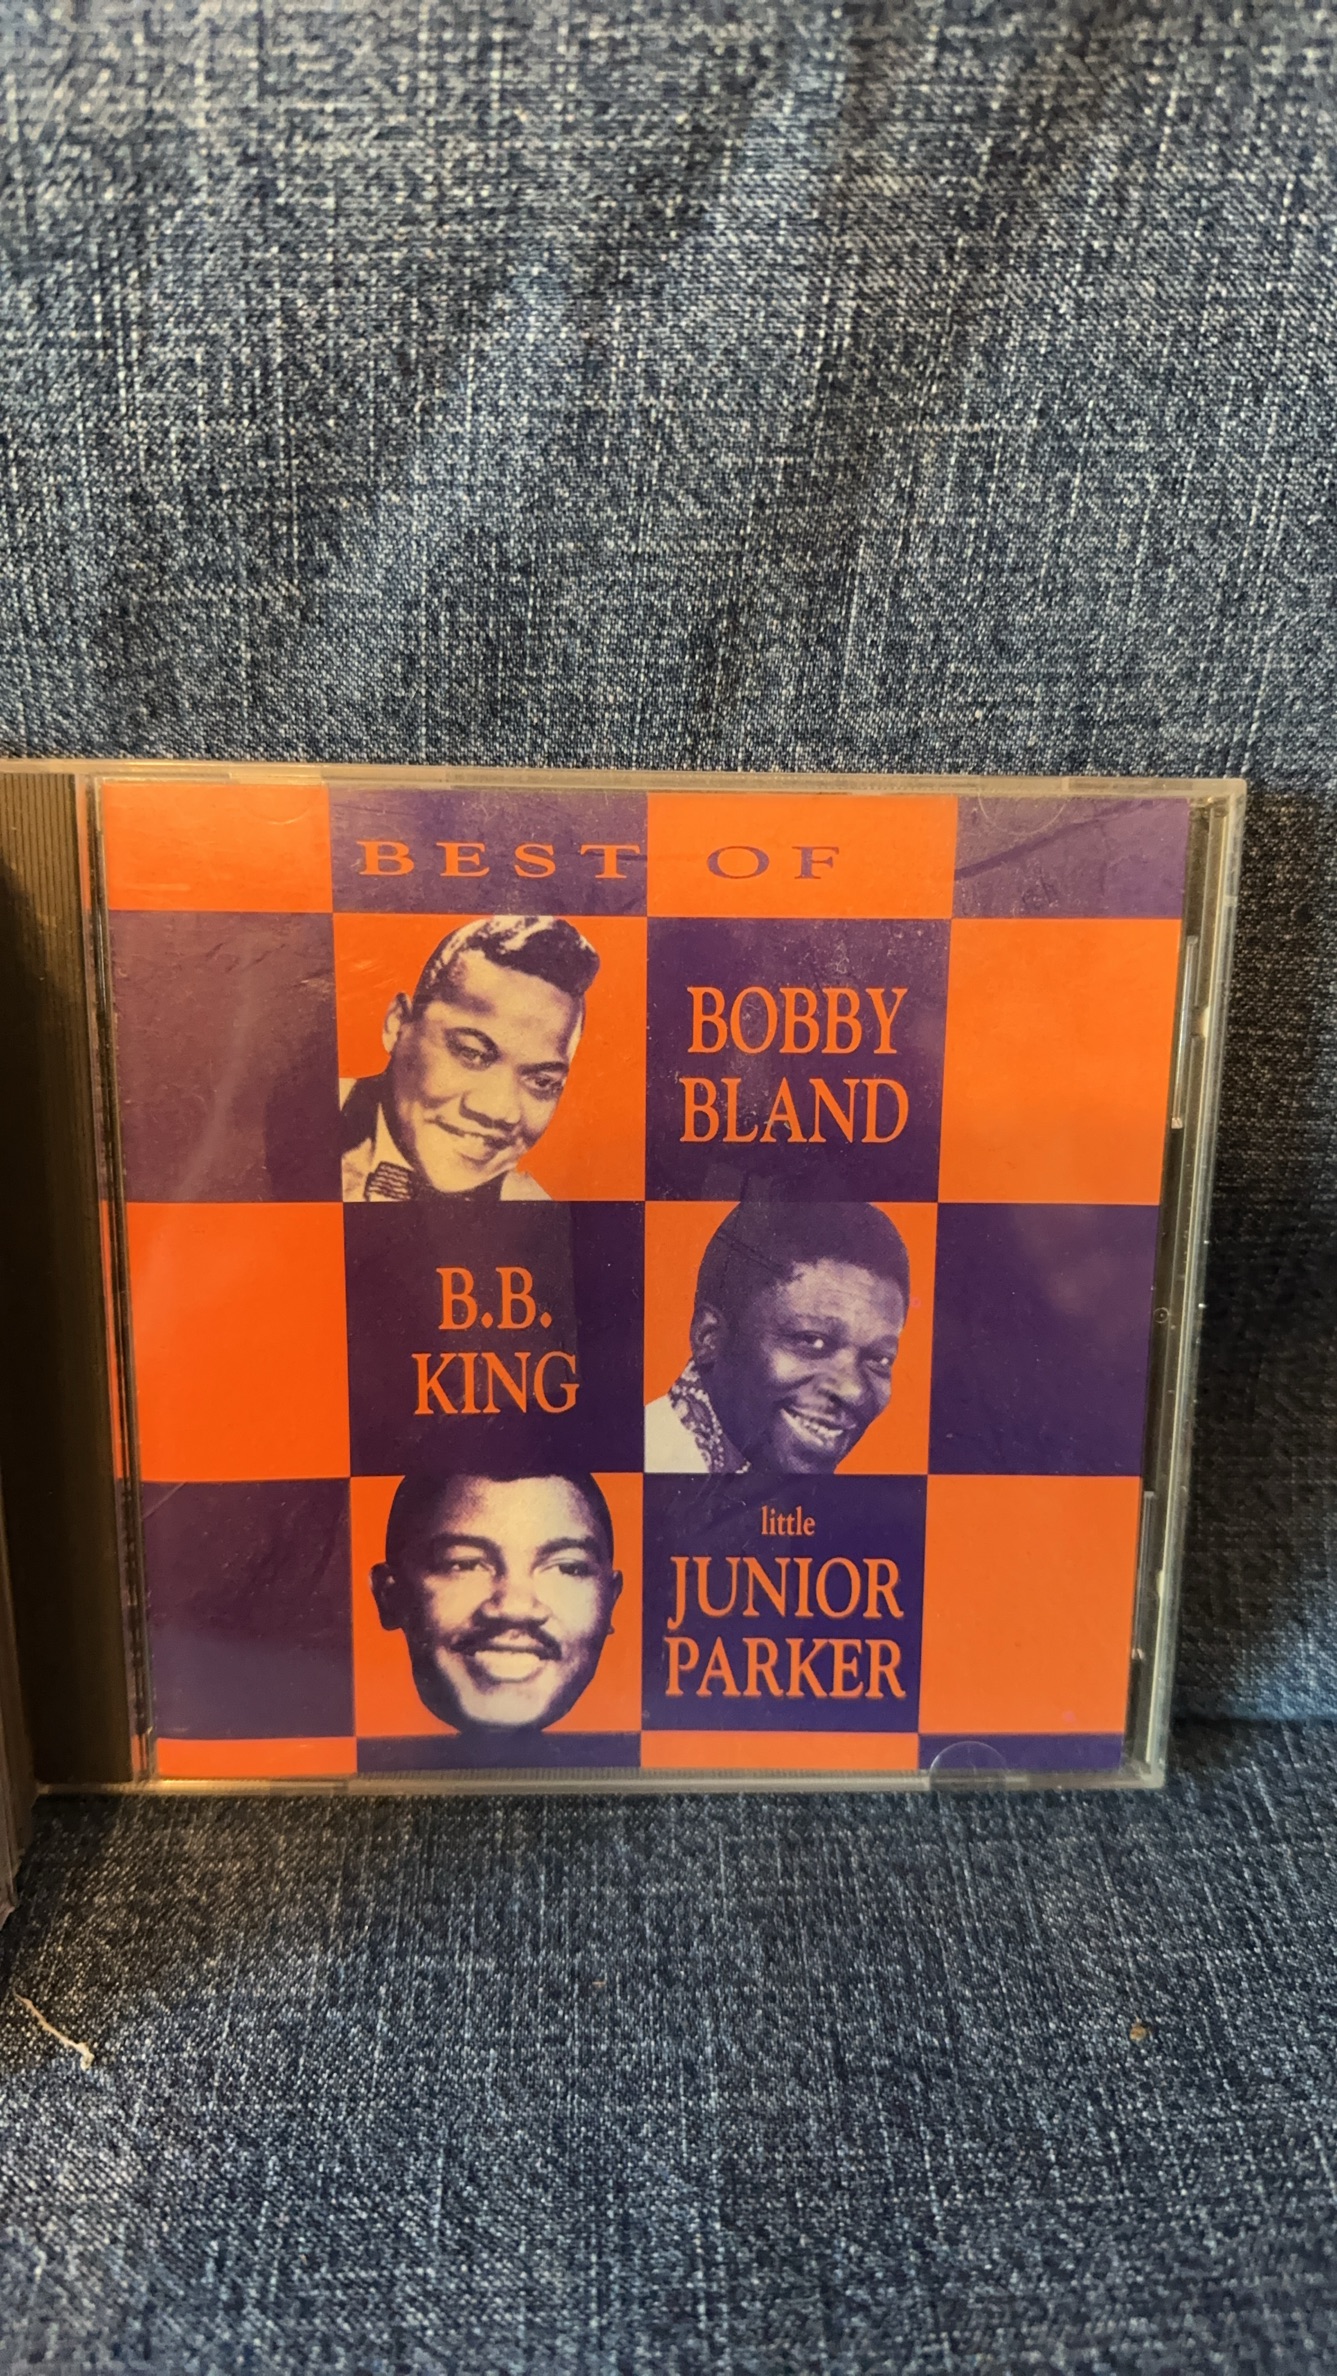 BEST OF
BOBBY
BLAND
B.B.
KING
little
JUNIOR
PARKER